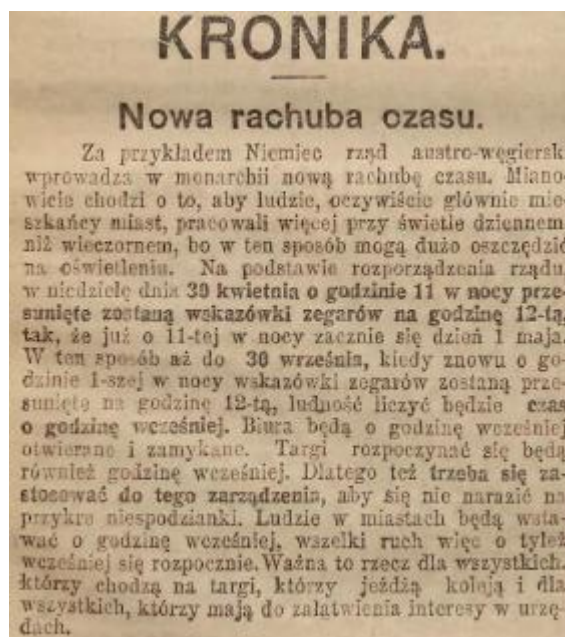 KRONIKA.
Nowa rachuba czasu.
Za przykładem Niemiec rząd austro-węgiersk
wprowadza w monarchii nową rachubę czasu. Miano-
wicie chodzi o to, aby ludzie, oczywiście głównie mie-
szkańcy miast, pracowali więcej przy świetle dziennem
niż wieczornem, bo w ten sposób mogą dużo oszczędzić
na oświetleniu. Na podstawie rozporządzenia rządu
w niedzielę dnia 30 kwietnia o godzinie 11 w nocy prze-
sunięte zostaną wskazówki zegarów na godzinę 12-tą,
tak, że już o 11-tej w nocy zacznie się dzień 1 maja.
W ten sposób aż do 30 września, kiedy znowu o go-
dzinie 1-szej w nocy wskazówki zegarów zostaną prze-
sunięte na godzinę 12-tą, ludność liczyć będzie czas
o godzinę wcześniej. Biura będą o godzinę wcześniej
otwierane i zamykane. Targi rozpoczynać się będą
również godzinę wcześniej. Dlatego też trzeba się za-
stosować do tego zarządzenia, aby się nie narazić na
przykre niespodzianki. Ludzie w miastach będą wsta-
wać o godzinę wcześniej, wszelki ruch więc o tyleż
wcześniej się rozpocznie. Ważna to rzecz dla wszystkich,
którzy chodzą na targi, którzy jeżdżą koleją i dla
wszystkich, którzy mają do załatwienia interesy w urzę-
dach.